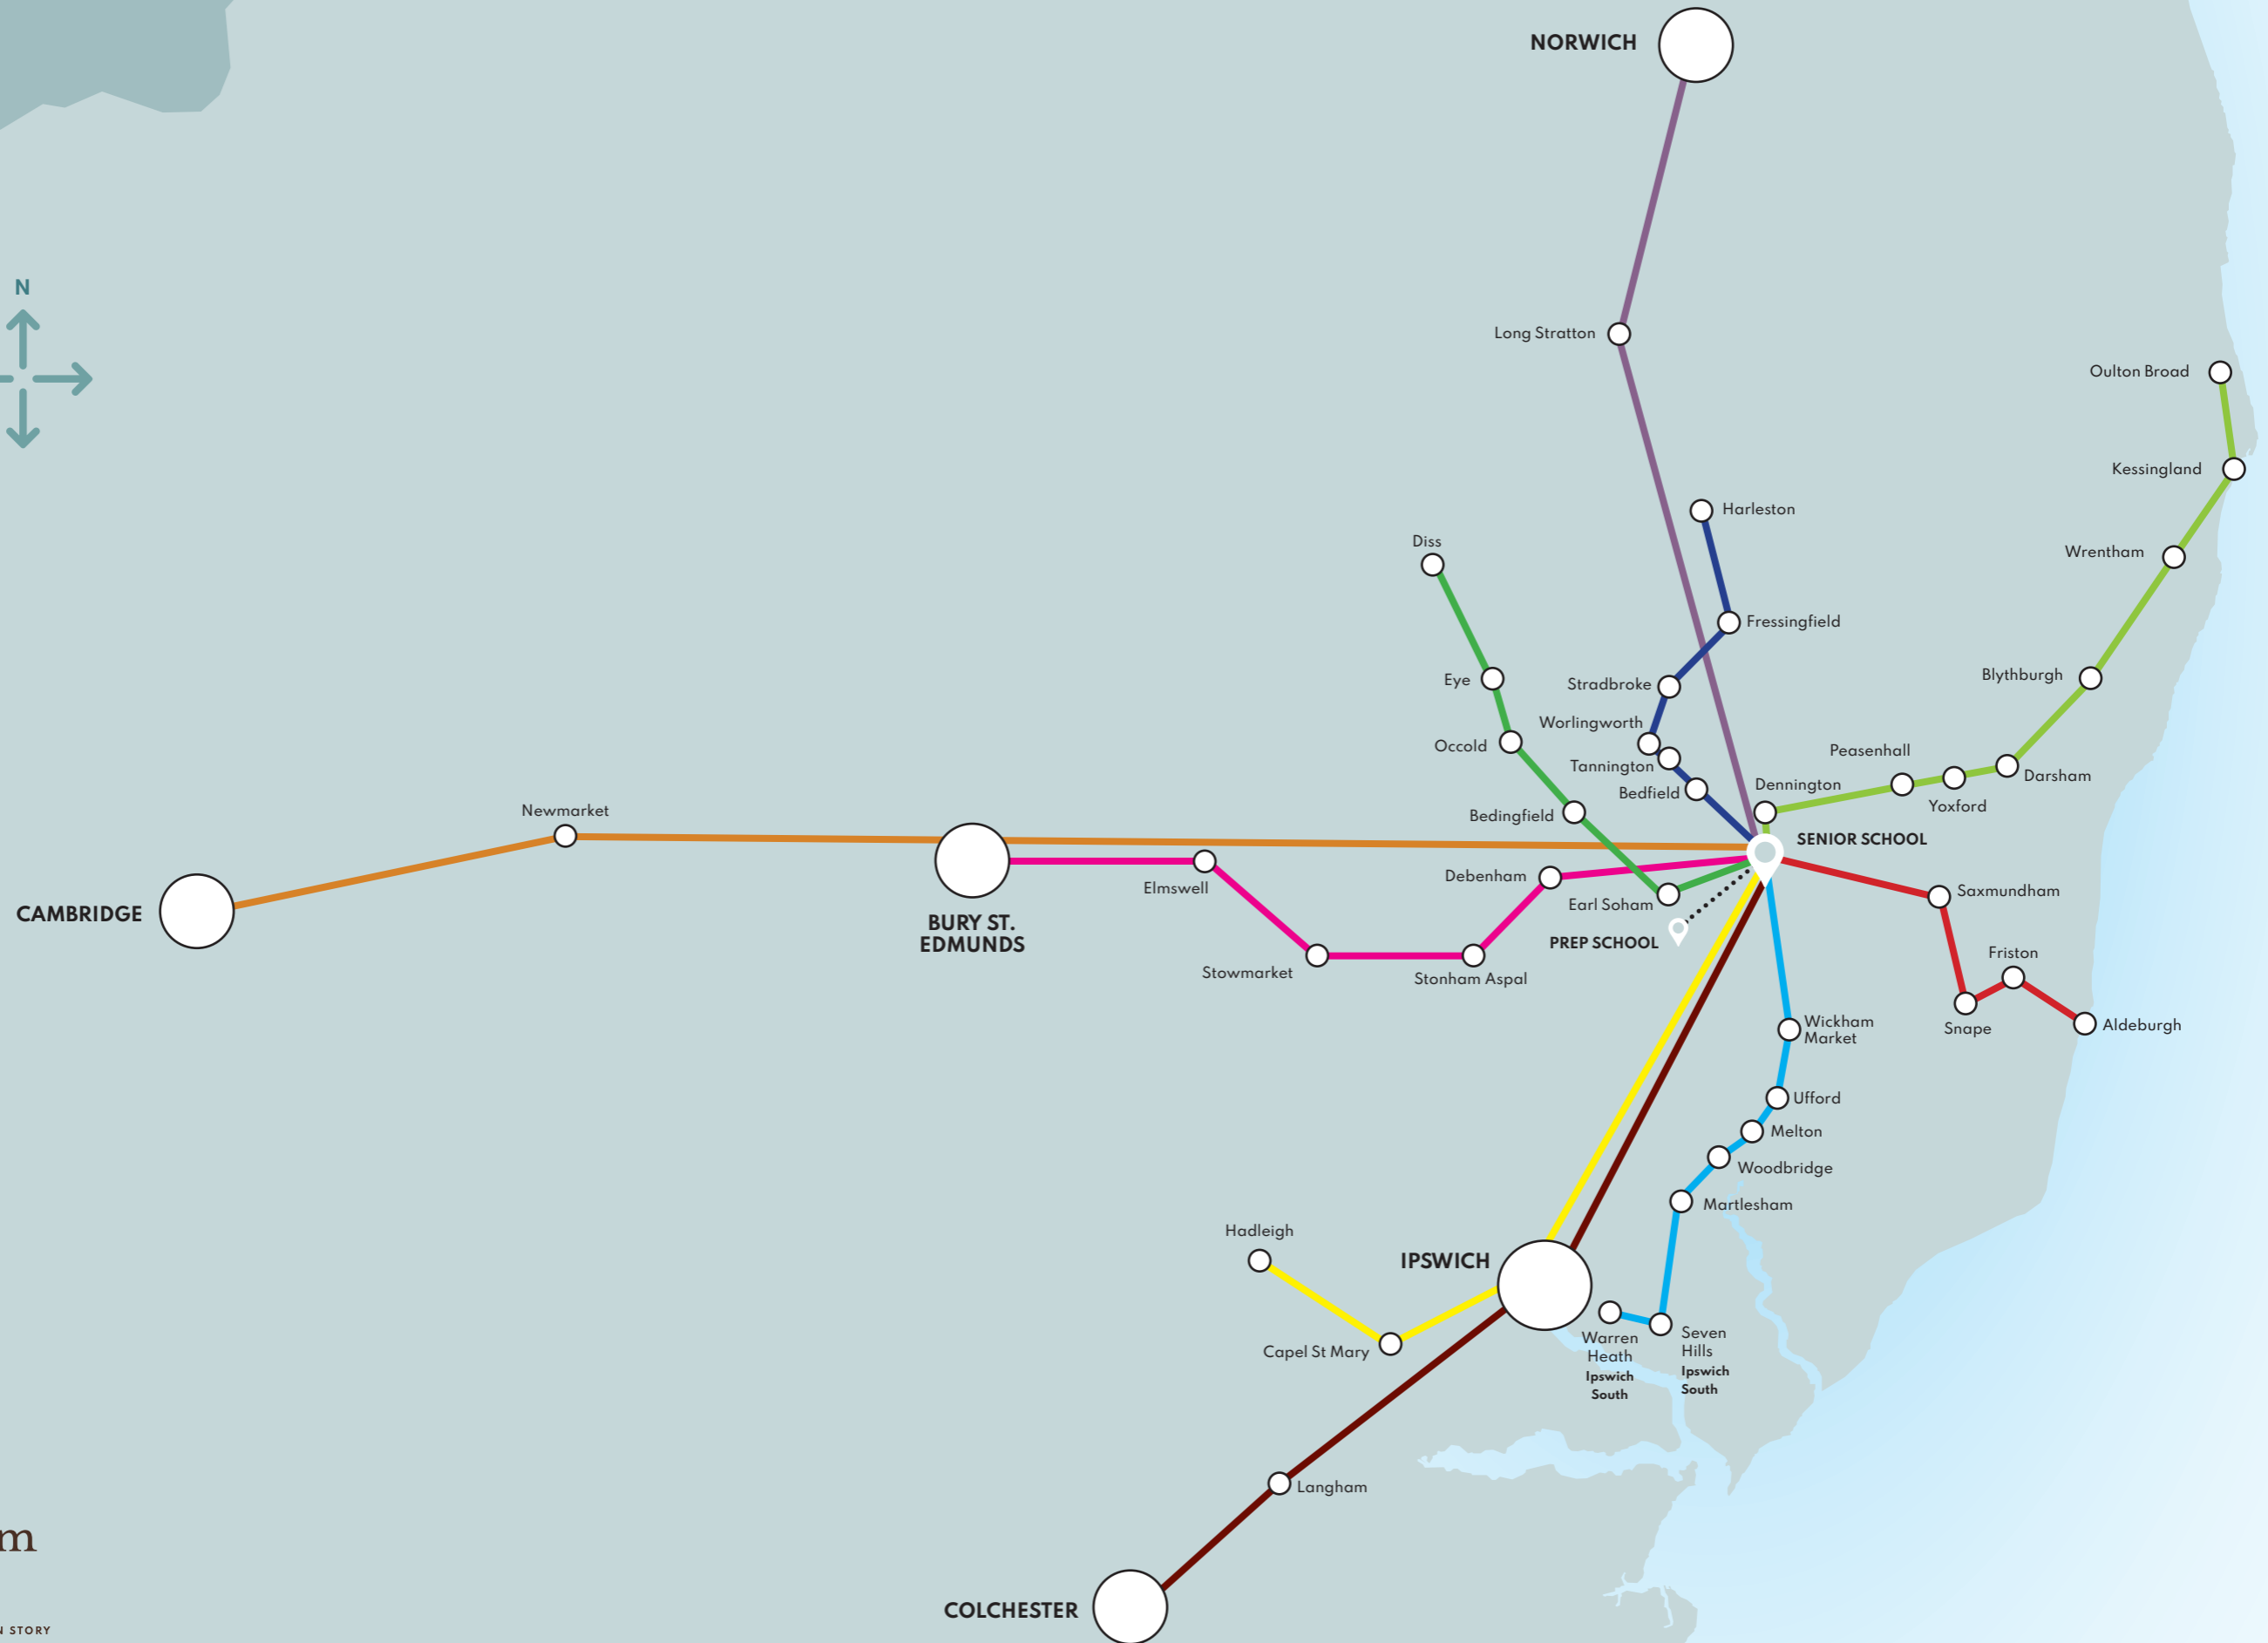 NORWICH
N
Long Stratton
Oulton Broad
Kessingland
Harleston
Diss
Wrentham
Fressingfield
Eye
Stradbroke
Blythburgh
Worlingworth
Occold
Peasenhall
Tannington
Darsham
Dennington
Bedfield
Yoxford
Newmarket
Bedingfield
SENIOR SCHOOL
Debenham
Elmswell
Saxmundham
Earl Soham
CAMBRIDGE
BURY ST.
EDMUNDS
PREP SCHOOL
Friston
Stowmarket
Stonham Aspal
Wickham
Market
Snape
Aldeburgh
Ufford
Melton
Woodbridge
Martlesham
Hadleigh
IPSWICH
Capel St Mary
Warren
Heath
Ipswich
South
Seven
Hills
Ipswich
South
Langham
m
COLCHESTER
N STORY